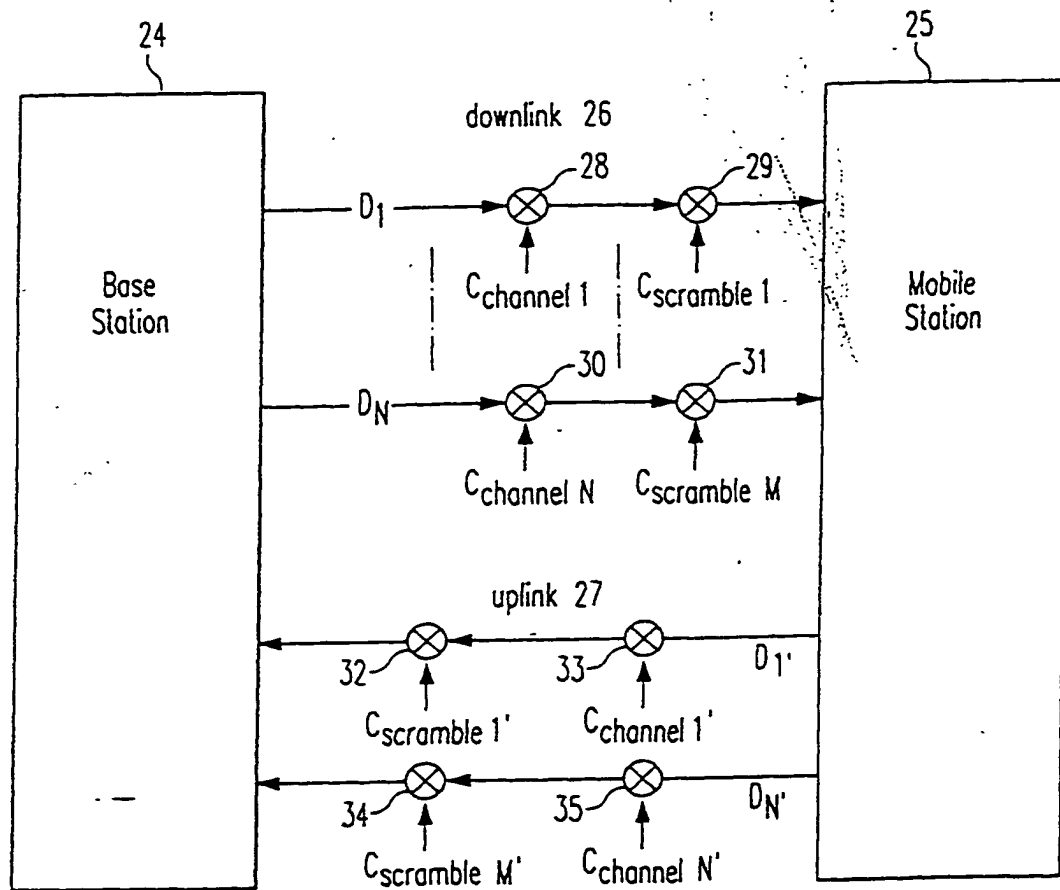 24
25
downlink 26
28
29
D1
Cchannel 1
Cscramble 1
Base
Station
Mobile
Station
30
31
DN
Cchannel N
Cscramble M
uplink 27
32
33
D1'
Cscramble 1'
Cchannel 1'
34
35
DN'
Cscramble M'
Cchannel N'